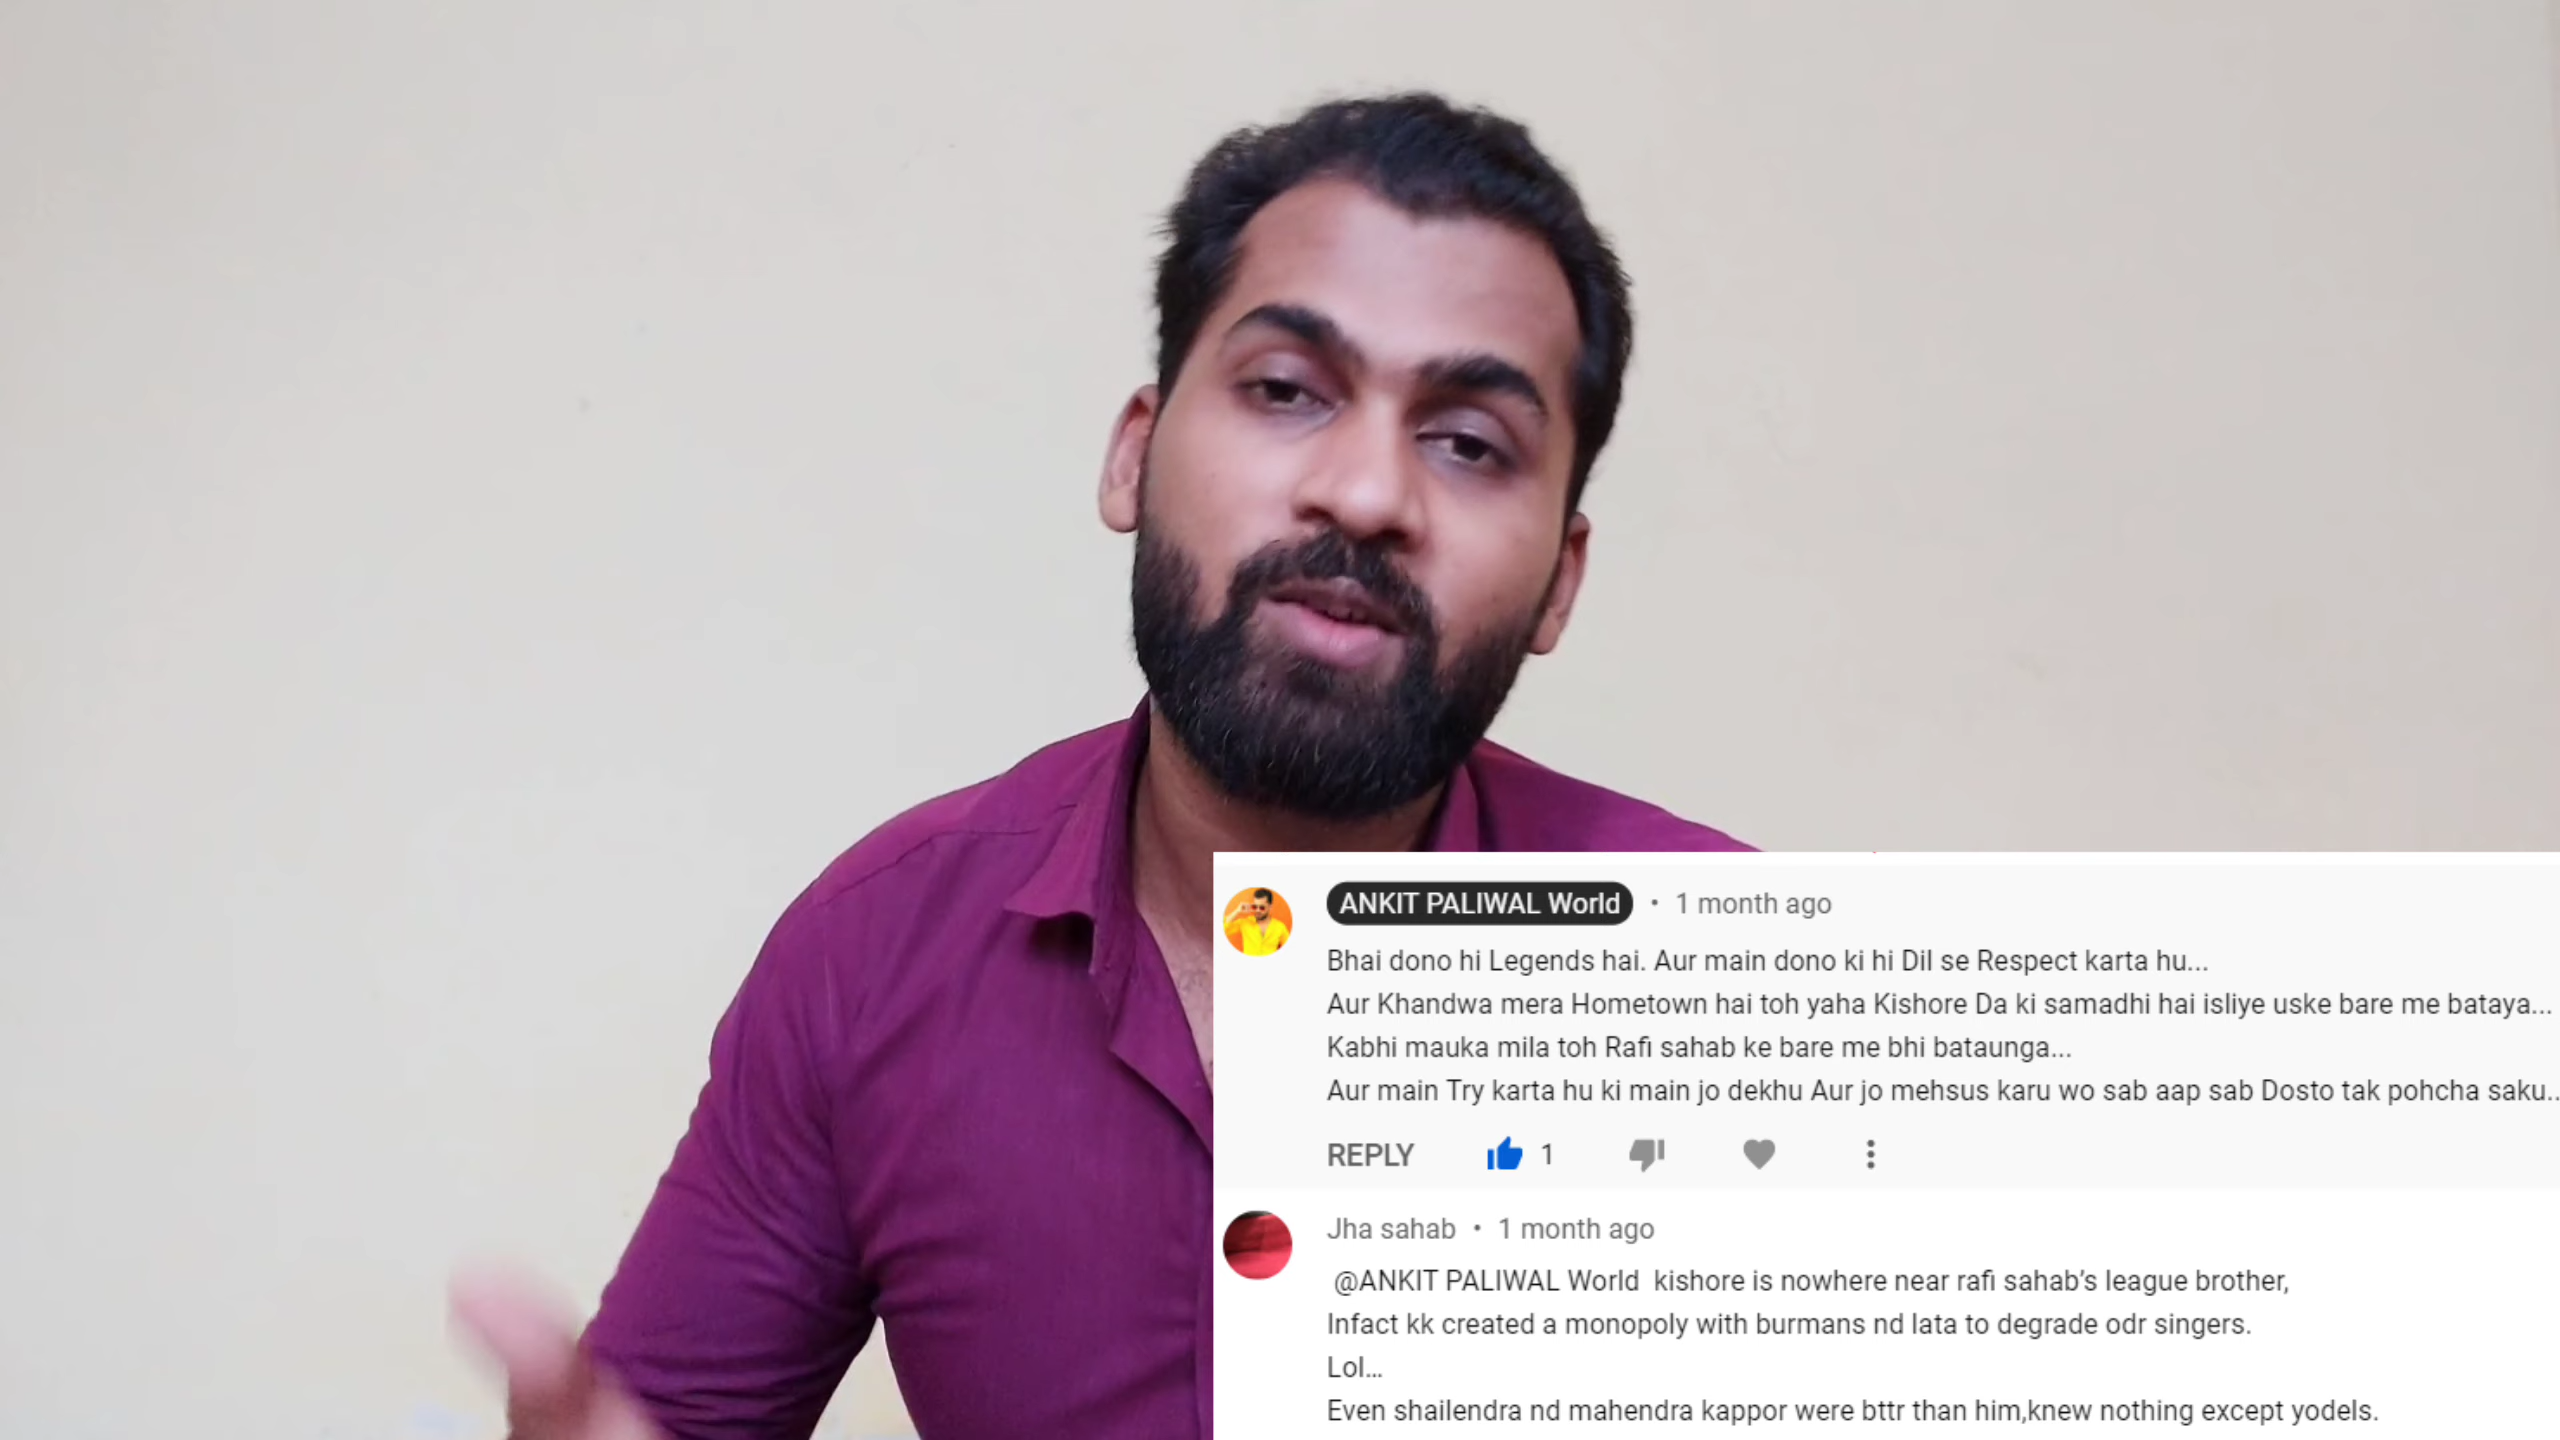 ANKIT PALIWAL World • 1 month ago
Bhai dono hi Legends hai. Aur main dono ki hi Dil se Respect karta hu...
Aur Khandwa mera Hometown hai toh yaha Kishore Da ki samadhi hai isliye uske bare me bataya...
Kabhi mauka mila toh Rafi sahab ke bare me bhi bataunga...
Aur main Try karta hu ki main jo dekhu Aur jo mehsus karu wo sab aap sab Dosto tak pohcha saku..
REPLY 1
Jha sahab • 1 month ago
@ANKIT PALIWAL World kishore is nowhere near rafi sahab's league brother,
Infact kk created a monopoly with burmans nd lata to degrade odr singers.
Lol...
Even shailendra nd mahendra kappor were bttr than him,knew nothing except yodels.